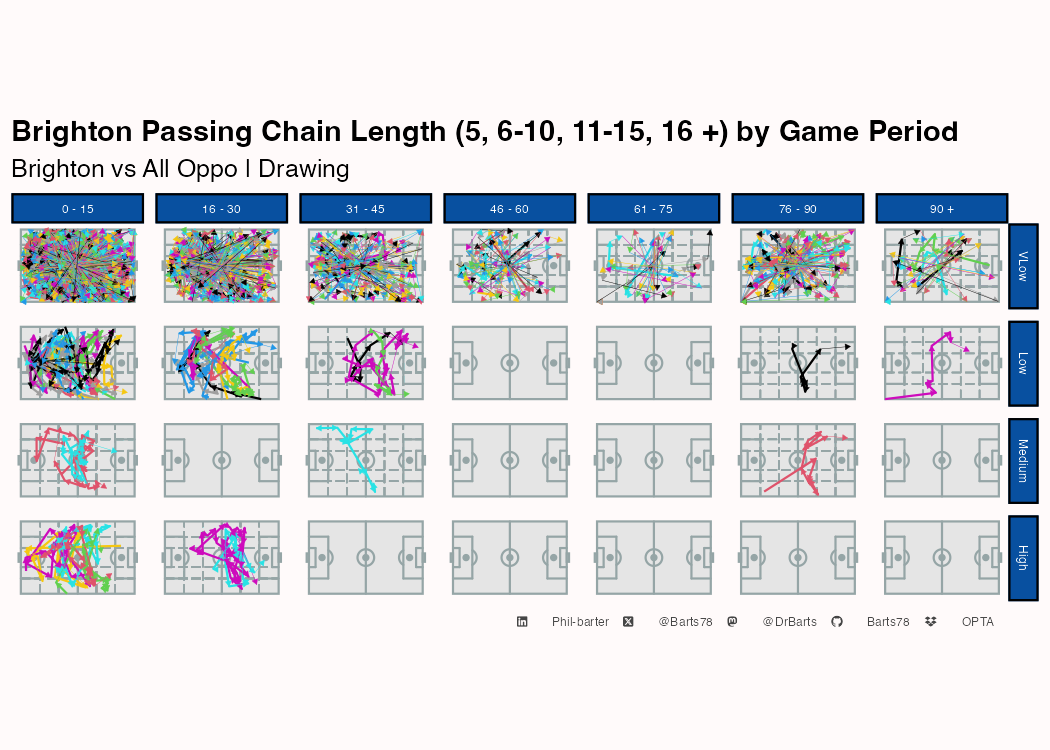 Brighton Passing Chain Length (5, 6-10, 11-15, 16 +) by Game Period
Brighton vs All Oppo | Drawing
0 - 15 16 - 30 31 - 45 46 - 60 61 - 75 76 - 90 90 +
VLow
Low
Medium
High
Phil-barter @Barts78 @DrBarts Barts78 OPTA